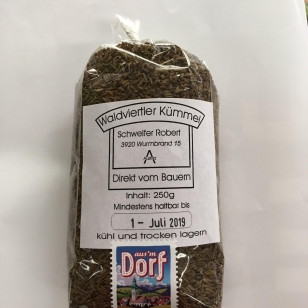 Waldviertler Kümmel
Schweifer Robert
3920 Wurmbrand 15
Direkt vom Bauern
Inhalt: 250g
Mindestens haltbar bis
1 - Juli 2019
kühl und trocken lagern
aus'm
Dorf